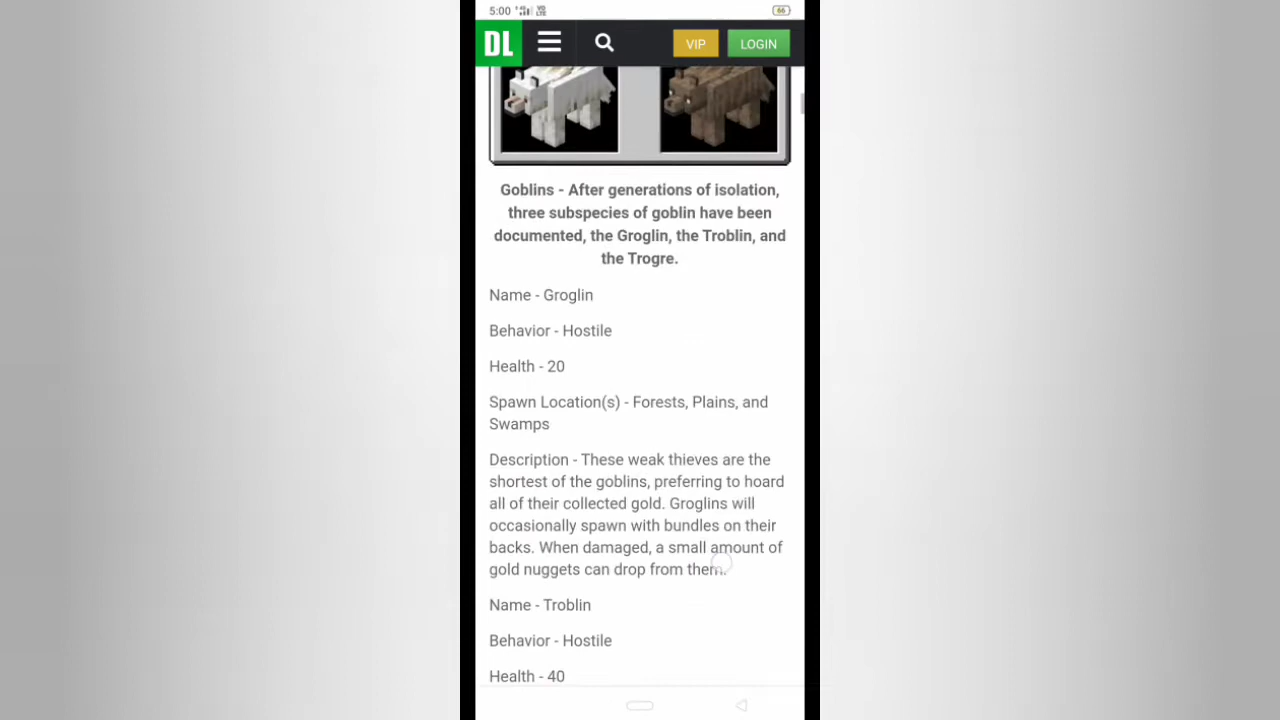 5:00 VO LTE 66
DL VIP LOGIN
Goblins - After generations of isolation,
three subspecies of goblin have been
documented, the Groglin, the Troblin, and
the Trogre.
Name - Groglin
Behavior - Hostile
Health - 20
Spawn Location(s) - Forests, Plains, and
Swamps
Description - These weak thieves are the
shortest of the goblins, preferring to hoard
all of their collected gold. Groglins will
occasionally spawn with bundles on their
backs. When damaged, a small amount of
gold nuggets can drop from them.
Name - Troblin
Behavior - Hostile
Health - 40